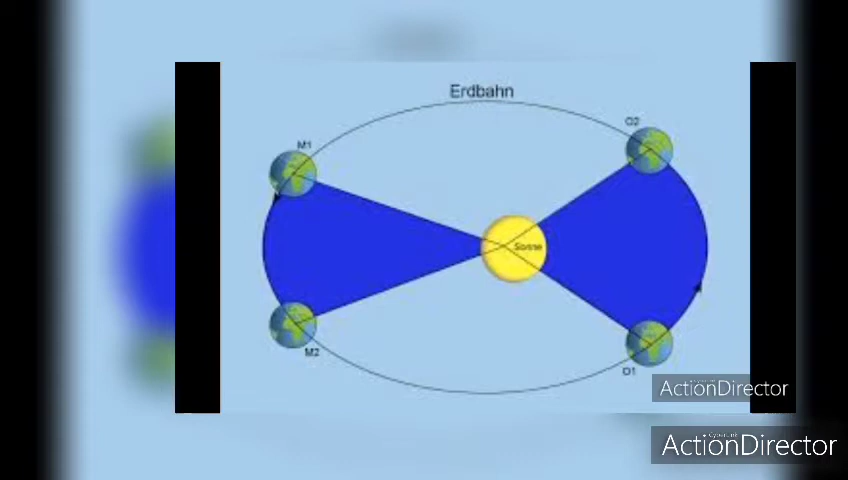 Erdbahn
O2
M1
Sonne
M2
O1
ActionDirector
ActionDirector